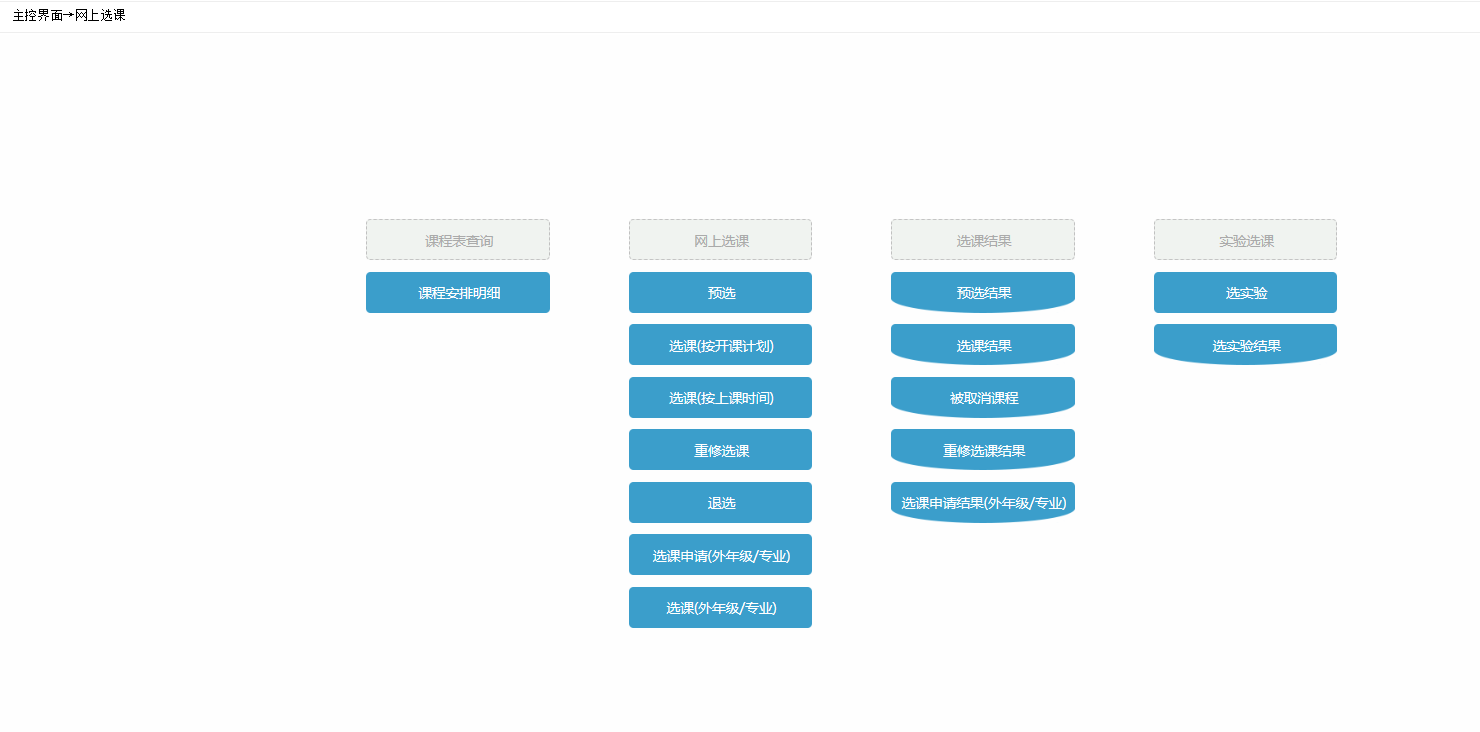 主控界面→网上选课
课程表查询
课程安排明细
网上选课
预选
选课(按开课计划)
选课(按上课时间)
重修选课
退选
选课申请(外年级/专业)
选课(外年级/专业)
选课结果
预选结果
选课结果
被取消课程
重修选课结果
选课申请结果(外年级/专业)
实验选课
选实验
选实验结果